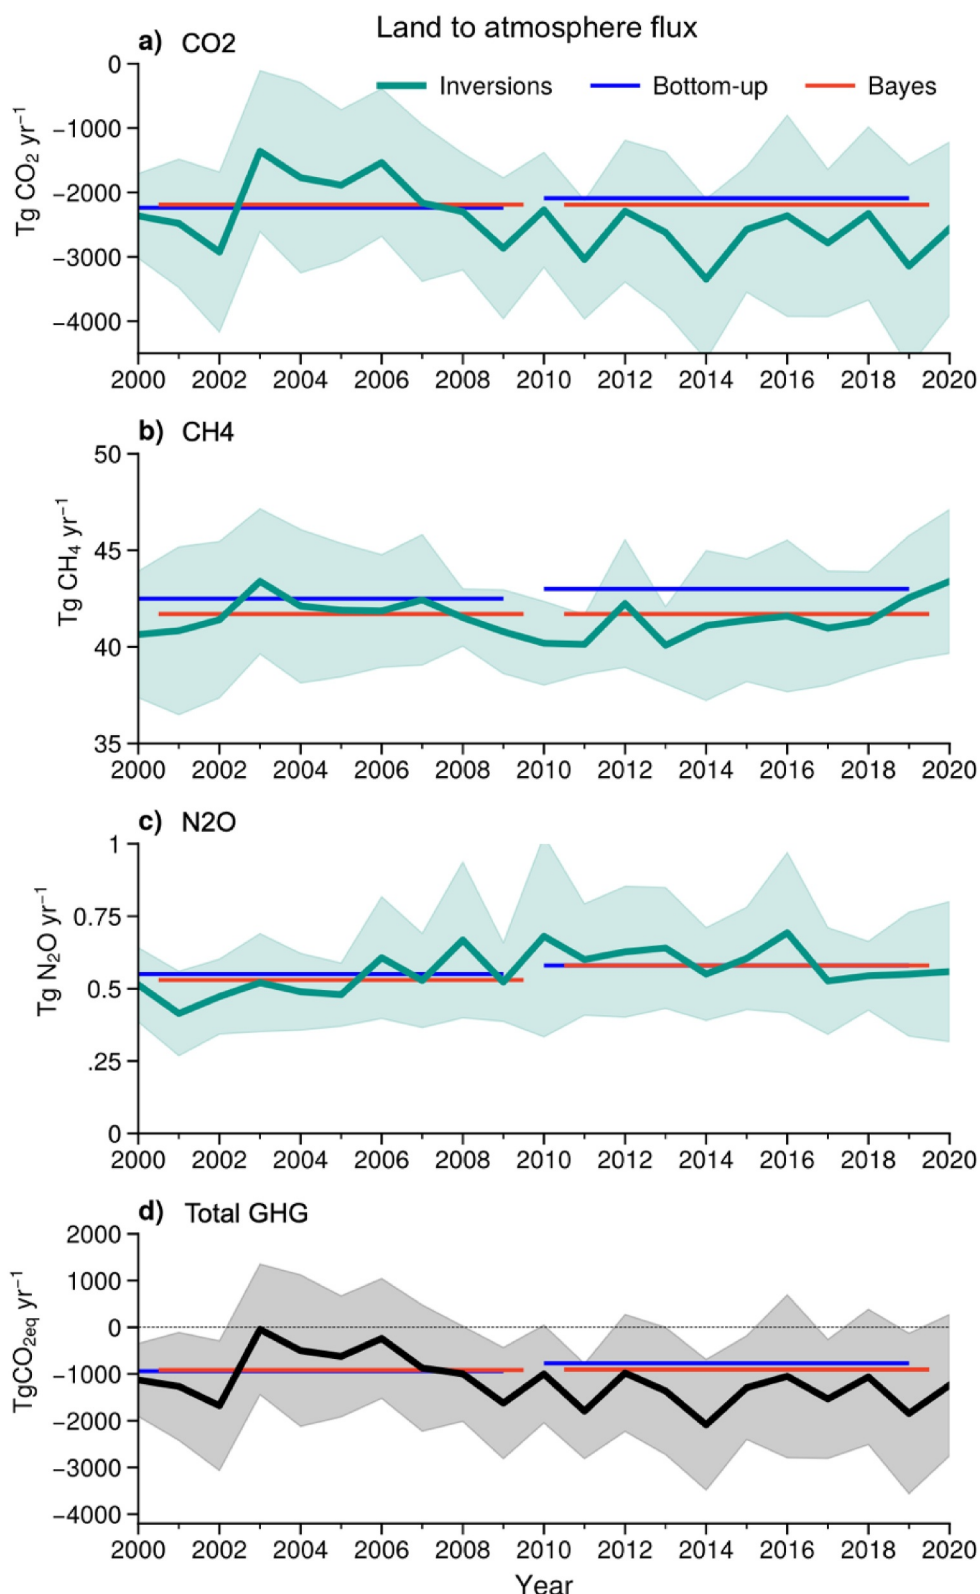 Land to atmosphere flux
a) CO2
Inversions Bottom-up Bayes
Tg CO₂ yr⁻¹
0
−1000
−2000
−3000
−4000
2000 2002 2004 2006 2008 2010 2012 2014 2016 2018 2020
b) CH4
Tg CH₄ yr⁻¹
50
45
40
35
2000 2002 2004 2006 2008 2010 2012 2014 2016 2018 2020
c) N2O
Tg N₂O yr⁻¹
1
0.75
0.5
.25
0
2000 2002 2004 2006 2008 2010 2012 2014 2016 2018 2020
d) Total GHG
TgCO₂eq yr⁻¹
2000
1000
0
−1000
−2000
−3000
−4000
2000 2002 2004 2006 2008 2010 2012 2014 2016 2018 2020
Year